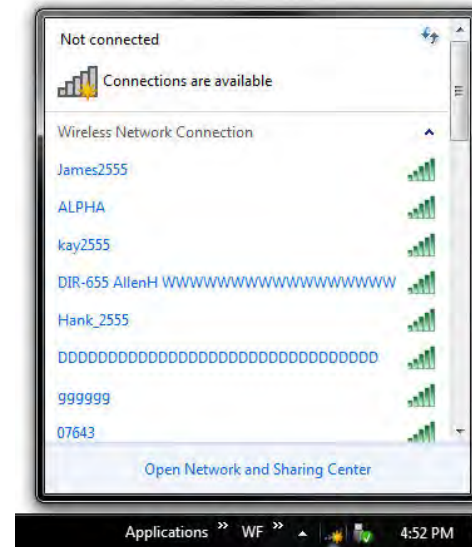 Not connected
Connections are available
Wireless Network Connection
James2555
ALPHA
kay2555
DIR-655 AllenH WWWWWWWWWWWWWWWWW
Hank_2555
DDDDDDDDDDDDDDDDDDDDDDDDDDDDDDDD
gggggg
07643
Open Network and Sharing Center
Applications » WF » 4:52 PM